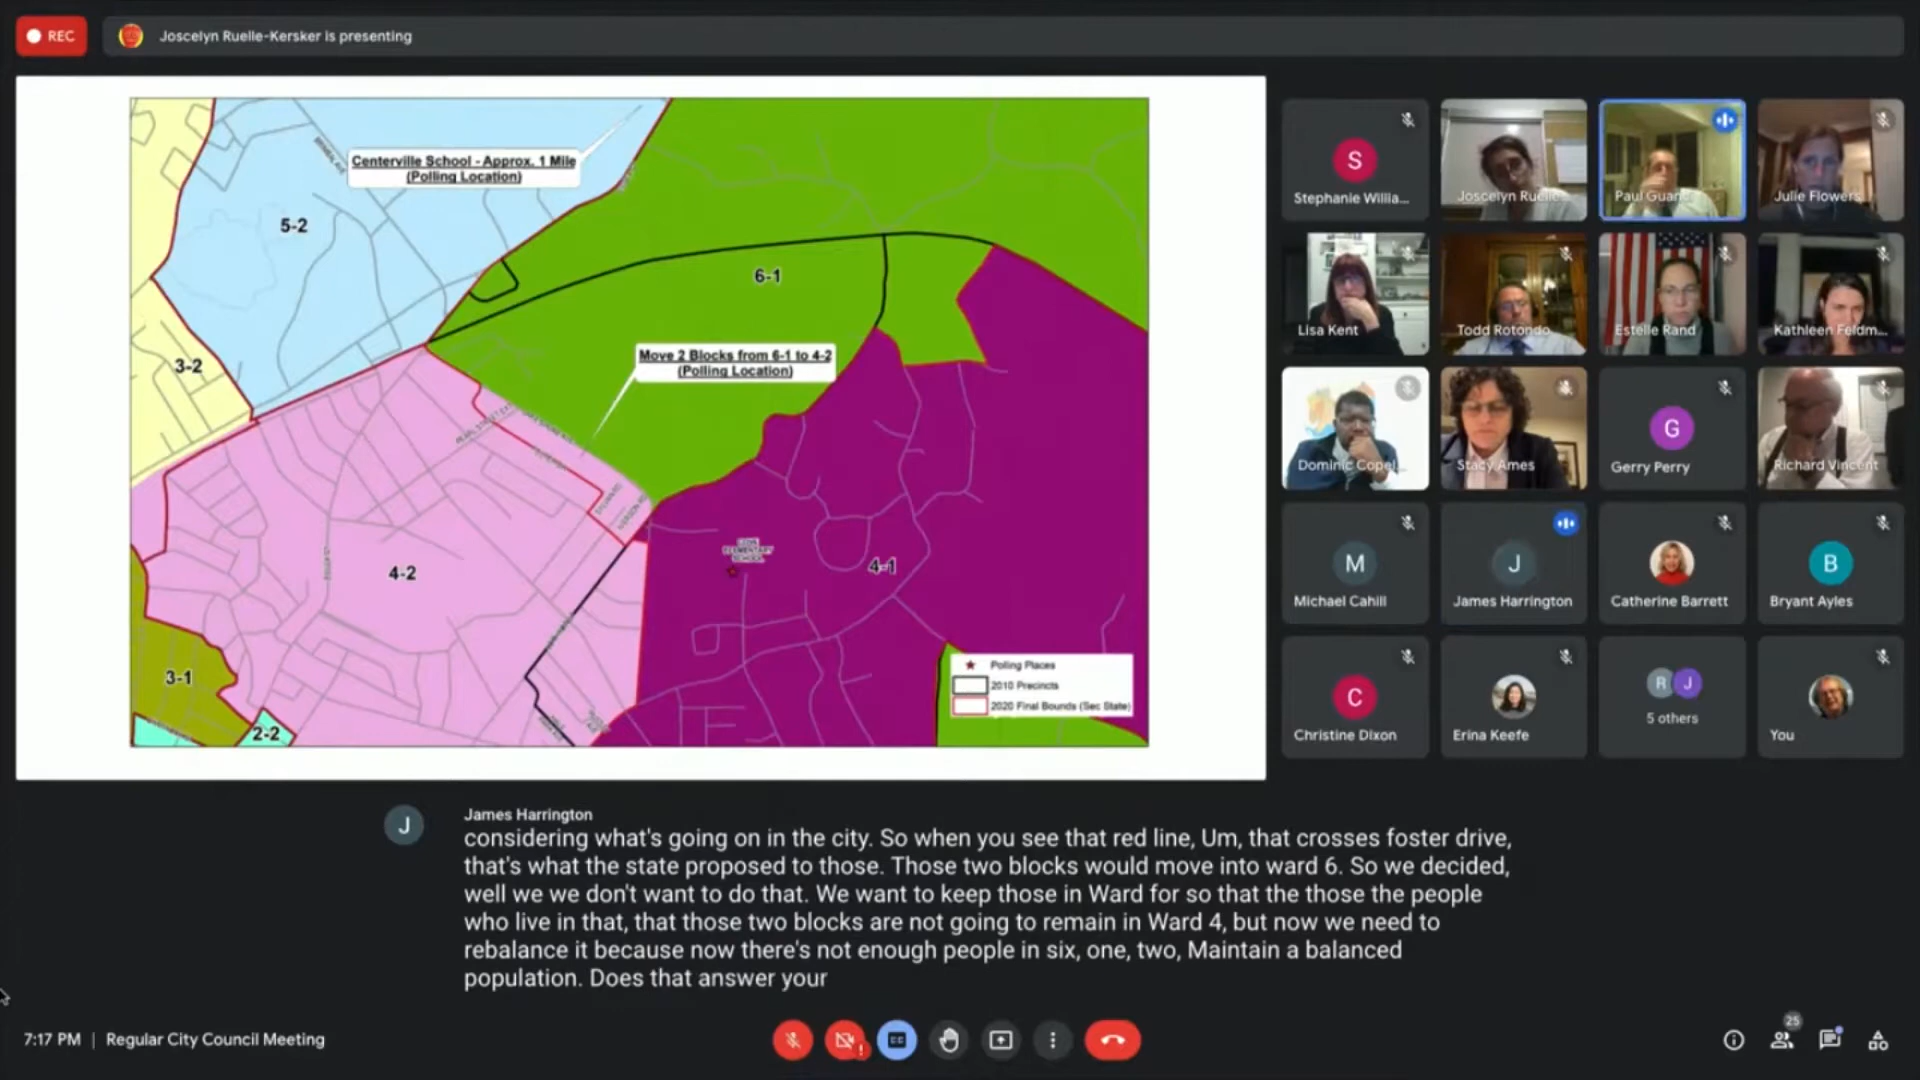 REC
Joscelyn Ruelle-Kersker is presenting
Centerville School - Approx. 1 Mile
(Polling Location)
5-2
6-1
3-2
Move 2 Blocks from 6-1 to 4-2
(Polling Location)
COVE
ELEMENTARY
SCHOOL
4-2
4-1
3-1
2-2
Polling Places
2010 Precincts
2020 Final Bounds (Sec State)
S
Stephanie Willia...
Joscelyn Ruelle...
Paul Guan
Julie Flowers
Lisa Kent
Todd Rotondo
Estelle Rand
Kathleen Feldm...
Dominic Copel...
Stacy Ames
G
Gerry Perry
Richard Vincent
M
Michael Cahill
J
James Harrington
Catherine Barrett
B
Bryant Ayles
C
Christine Dixon
Erina Keefe
R J
5 others
You
J
James Harrington
considering what's going on in the city. So when you see that red line, Um, that crosses foster drive,
that's what the state proposed to those. Those two blocks would move into ward 6. So we decided,
well we we don't want to do that. We want to keep those in Ward for so that the those the people
who live in that, that those two blocks are not going to remain in Ward 4, but now we need to
rebalance it because now there's not enough people in six, one, two, Maintain a balanced
population. Does that answer your
7:17 PM | Regular City Council Meeting
25